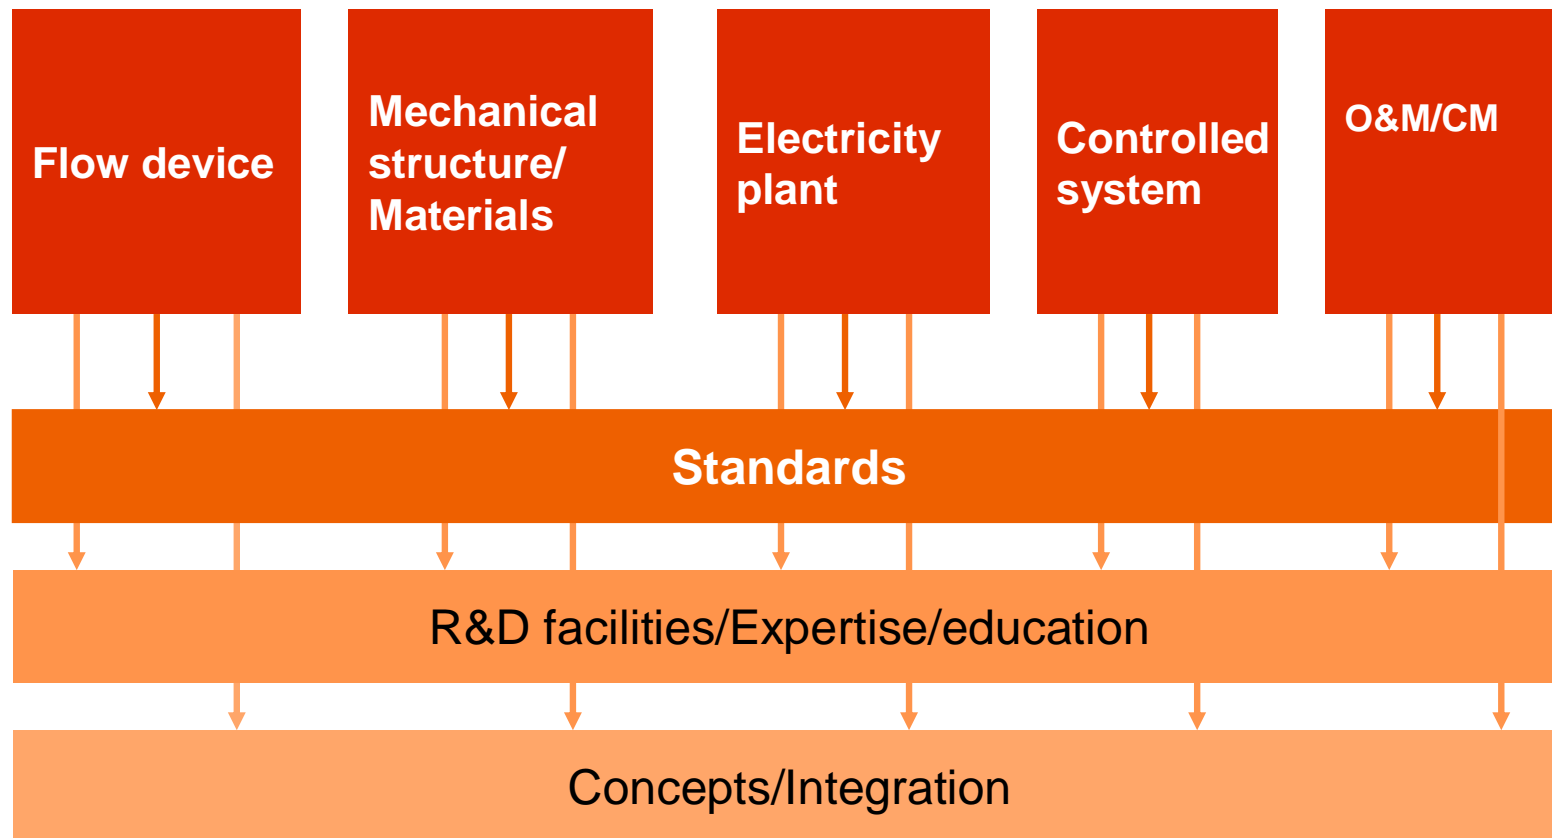 Flow device
Mechanical
structure/
Materials
Electricity
plant
Controlled
system
O&M/CM
Standards
R&D facilities/Expertise/education
Concepts/Integration